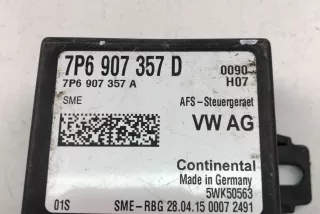 7P6 907 357 D 0090
7P6 907 357 A H07
SME AFS-Steuergeraet
VW AG
Continental
Made in Germany
5WK50563
01S SME-RBG 28.04.15 0007 2491